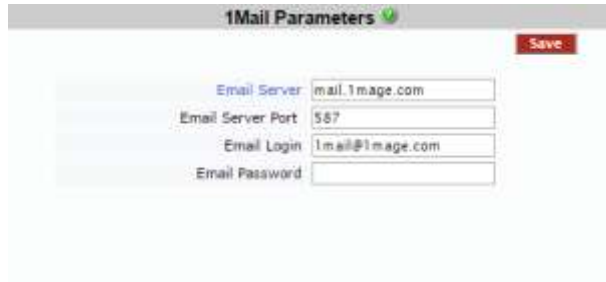 1Mail Parameters
Save
Email Server mail.1mage.com
Email Server Port 587
Email Login 1mail@1mage.com
Email Password